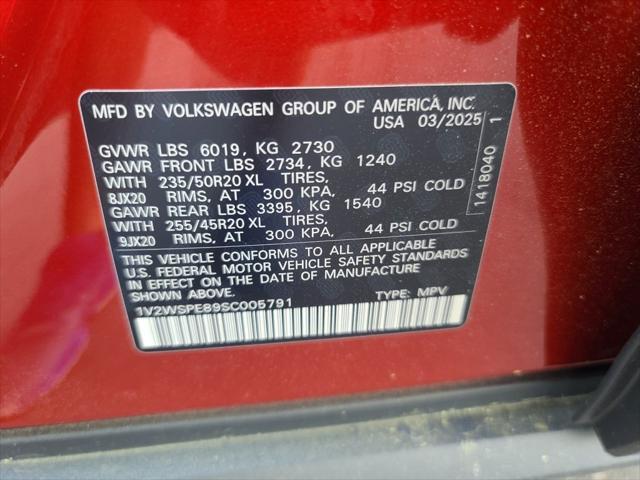 MFD BY VOLKSWAGEN GROUP OF AMERICA, INC.
USA 03/2025
GVWR LBS 6019, KG 2730
GAWR FRONT LBS 2734, KG 1240
WITH 235/50R20 XL TIRES,
8JX20 RIMS, AT 300 KPA, 44 PSI COLD
GAWR REAR LBS 3395, KG 1540
WITH 255/45R20 XL TIRES,
9JX20 RIMS, AT 300 KPA, 44 PSI COLD
THIS VEHICLE CONFORMS TO ALL APPLICABLE
U.S. FEDERAL MOTOR VEHICLE SAFETY STANDARDS
IN EFFECT ON THE DATE OF MANUFACTURE
SHOWN ABOVE.
1V2WSPE89SC005791 TYPE: MPV
1418040 1